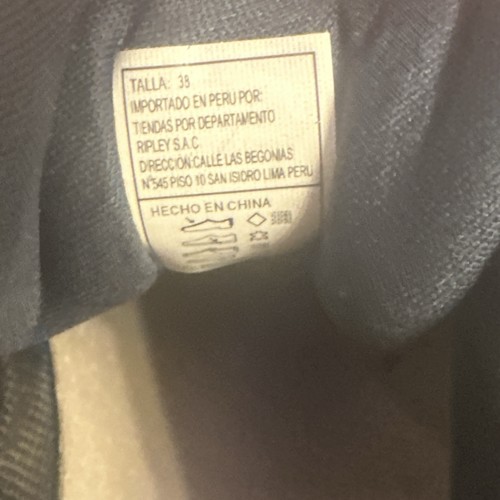 TALLA: 38
IMPORTADO EN PERU POR:
TIENDAS POR DEPARTAMENTO
RIPLEY S.A.C
DIRECCIÓN:CALLE LAS BEGONIAS
N°545 PISO 10 SAN ISIDRO LIMA PERU
HECHO EN CHINA